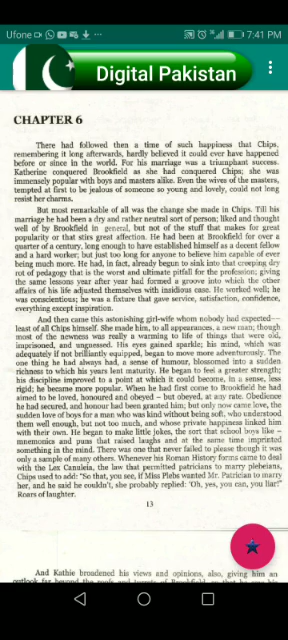 Ufone
7:41 PM
Digital Pakistan
CHAPTER 6
There had followed then a time of such happiness that Chips,
remembering it long afterwards, hardly believed it could ever have happened
before or since in the world. For his marriage was a triumphant success.
Katherine conquered Brookfield as she had conquered Chips; she was
immensely popular with boys and masters alike. Even the wives of the masters,
tempted at first to be jealous of someone so young and lovely, could not long
resist her charms.
But most remarkable of all was the change she made in Chips. Till his
marriage he had been a dry and rather neutral sort of person; liked and thought
well of by Brookfield in general, but not of the stuff that makes for great
popularity or that stirs great affection. He had been at Brookfield for over a
quarter of a century, long enough to have established himself as a decent fellow
and a hard worker; but just too long for anyone to believe him capable of ever
being much more. He had, in fact, already begun to sink into that creeping dry
rot of pedagogy that is the worst and ultimate pitfall for the profession; giving
the same lessons year after year had formed a groove into which the other
affairs of his life adjusted themselves with insidious ease. He worked well; he
was conscientious; he was a fixture that gave service, satisfaction, confidence,
everything except inspiration.
And then came this astonishing girl-wife whom nobody had expected—
least of all Chips himself. She made him, to all appearances, a new man; though
most of the newness was really a warming to life of things that were old,
imprisoned, and unguessed. His eyes gained sparkle; his mind, which was
adequately if not brilliantly equipped, began to move more adventurously. The
one thing he had always had, a sense of humour, blossomed into a sudden
richness to which his years lent maturity. He began to feel a greater strength;
his discipline improved to a point at which it could become, in a sense, less
rigid; he became more popular. When he had first come to Brookfield he had
aimed to be loved, honoured and obeyed – but obeyed, at any rate. Obedience
he had secured, and honour had been granted him; but only now came love, the
sudden love of boys for a man who was kind without being soft, who understood
them well enough, but not too much, and whose private happiness linked him
with their own. He began to make little jokes, the sort that school boys like –
mnemonics and puns that raised laughs and at the same time imprinted
something in the mind. There was one that never failed to please though it was
only a sample of many others. Whenever his Roman History forms came to deal
with the Lex Canuleia, the law that permitted patricians to marry plebeians,
Chips used to add: "So that, you see, if Miss Plebs wanted Mr. Patrician to marry
her, and he said he couldn't, she probably replied: 'Oh, yes, you can, you liar!'"
Roars of laughter.
13
And Kathie broadened his views and opinions, also, giving him an